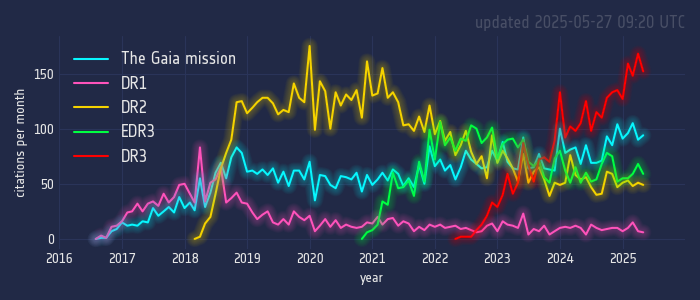 updated 2025-05-27 09:20 UTC
The Gaia mission
DR1
DR2
EDR3
DR3
citations per month
150
100
50
0
2016 2017 2018 2019 2020 2021 2022 2023 2024 2025
year